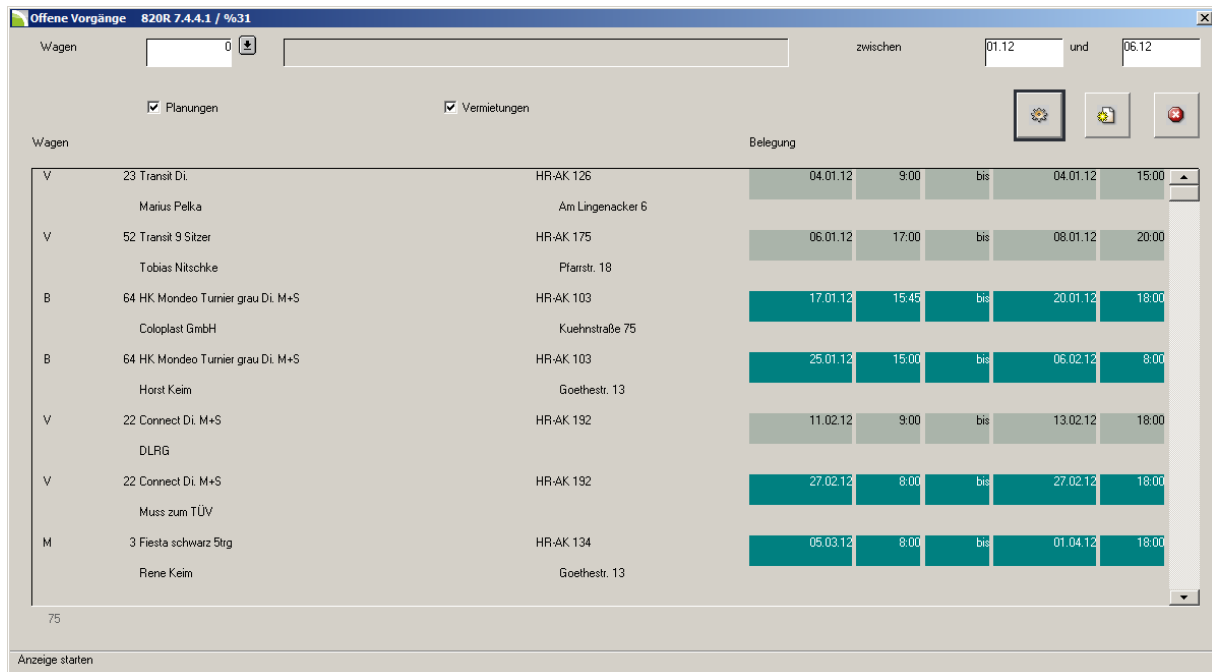 Offene Vorgänge 820R 7.4.4.1 / %31
Wagen 0 zwischen 01.12 und 06.12
Planungen Vermietungen
Wagen Belegung
V 23 Transit Di. HR-AK 126 04.01.12 9:00 bis 04.01.12 15:00
Marius Pelka Am Lingenacker 6
V 52 Transit 9 Sitzer HR-AK 175 06.01.12 17:00 bis 08.01.12 20:00
Tobias Nitschke Pfarrstr. 18
B 64 HK Mondeo Turnier grau Di. M+S HR-AK 103 17.01.12 15:45 bis 20.01.12 18:00
Coloplast GmbH Kuehnstraße 75
B 64 HK Mondeo Turnier grau Di. M+S HR-AK 103 25.01.12 15:00 bis 06.02.12 8:00
Horst Keim Goethestr. 13
V 22 Connect Di. M+S HR-AK 192 11.02.12 9:00 bis 13.02.12 18:00
DLRG
V 22 Connect Di. M+S HR-AK 192 27.02.12 8:00 bis 27.02.12 18:00
Muss zum TÜV
M 3 Fiesta schwarz 5trg HR-AK 134 05.03.12 8:00 bis 01.04.12 18:00
Rene Keim Goethestr. 13
75
Anzeige starten